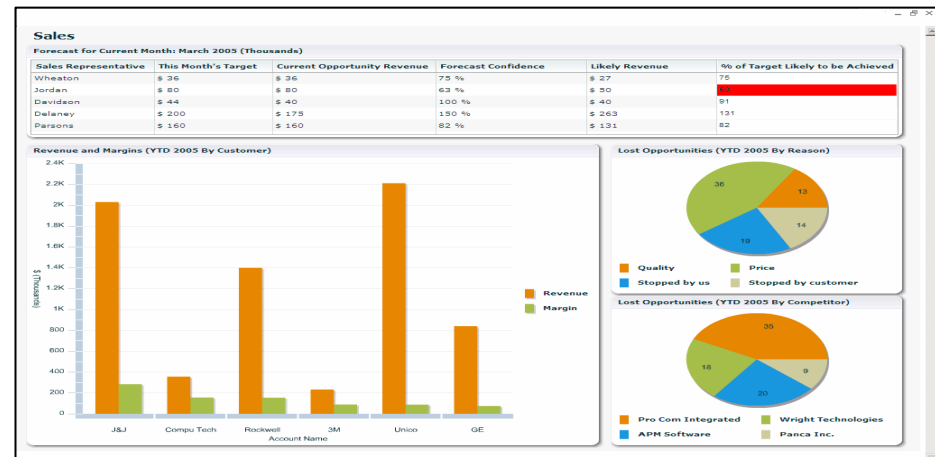 Sales
Forecast for Current Month: March 2005 (Thousands)
Sales Representative This Month's Target Current Opportunity Revenue Forecast Confidence Likely Revenue % of Target Likely to be Achieved
Wheaton $ 36 $ 36 75 % $ 27 75
Jordan $ 80 $ 80 63 % $ 50
Davidson $ 44 $ 40 100 % $ 40 91
Delaney $ 200 $ 175 150 % $ 263 131
Parsons $ 160 $ 160 82 % $ 131 82
Revenue and Margins (YTD 2005 By Customer)
2.4K
2.2K
2K
1.8K
1.6K
1.4K
1.2K
1K
800
600
400
200
0
$ (Thousands)
J&J Compu Tech Rockwell 3M Unico GE
Account Name
Revenue
Margin
Lost Opportunities (YTD 2005 By Reason)
36
13
14
19
Quality Price
Stopped by us Stopped by customer
Lost Opportunities (YTD 2005 By Competitor)
35
18
9
20
Pro Com Integrated Wright Technologies
APM Software Panca Inc.